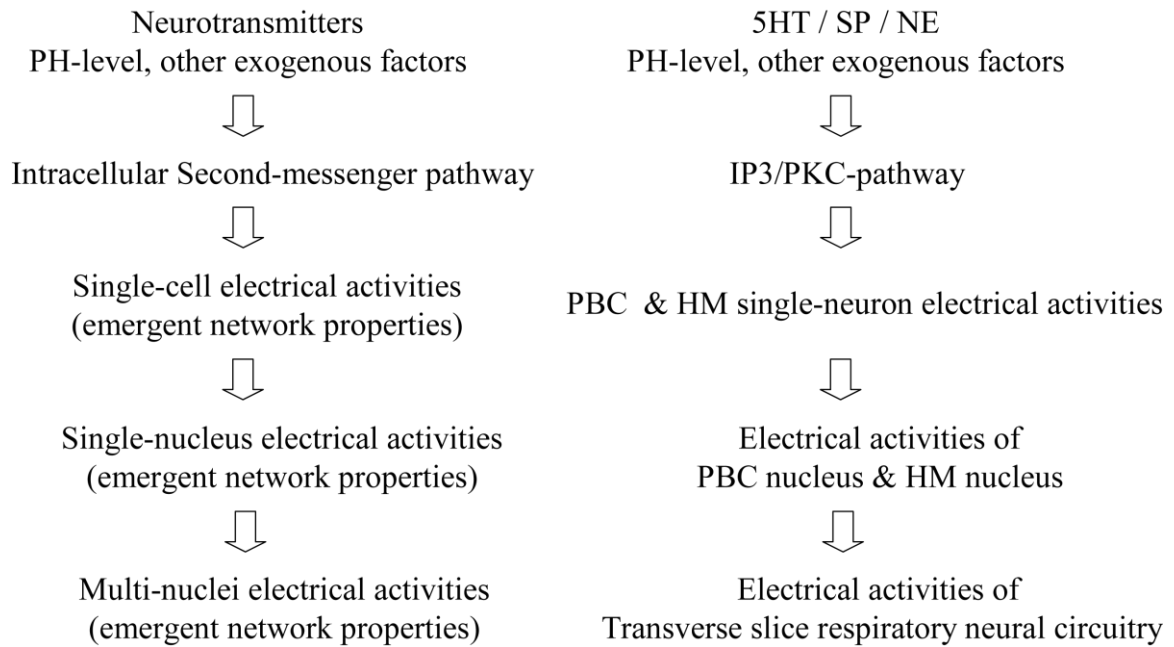 Neurotransmitters
PH-level, other exogenous factors
Intracellular Second-messenger pathway
Single-cell electrical activities
(emergent network properties)
Single-nucleus electrical activities
(emergent network properties)
Multi-nuclei electrical activities
(emergent network properties)
5HT / SP / NE
PH-level, other exogenous factors
IP3/PKC-pathway
PBC & HM single-neuron electrical activities
Electrical activities of
PBC nucleus & HM nucleus
Electrical activities of
Transverse slice respiratory neural circuitry